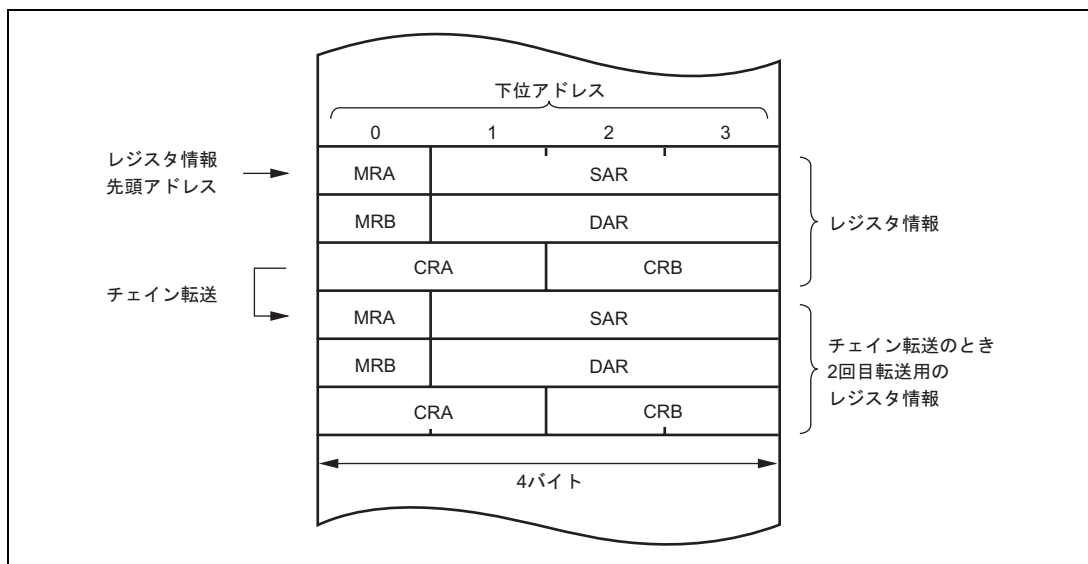 下位アドレス
0 1 2 3
レジスタ情報
先頭アドレス
MRA SAR
MRB DAR
CRA CRB
レジスタ情報
チェイン転送
MRA SAR
MRB DAR
CRA CRB
チェイン転送のとき
2回目転送用の
レジスタ情報
4バイト